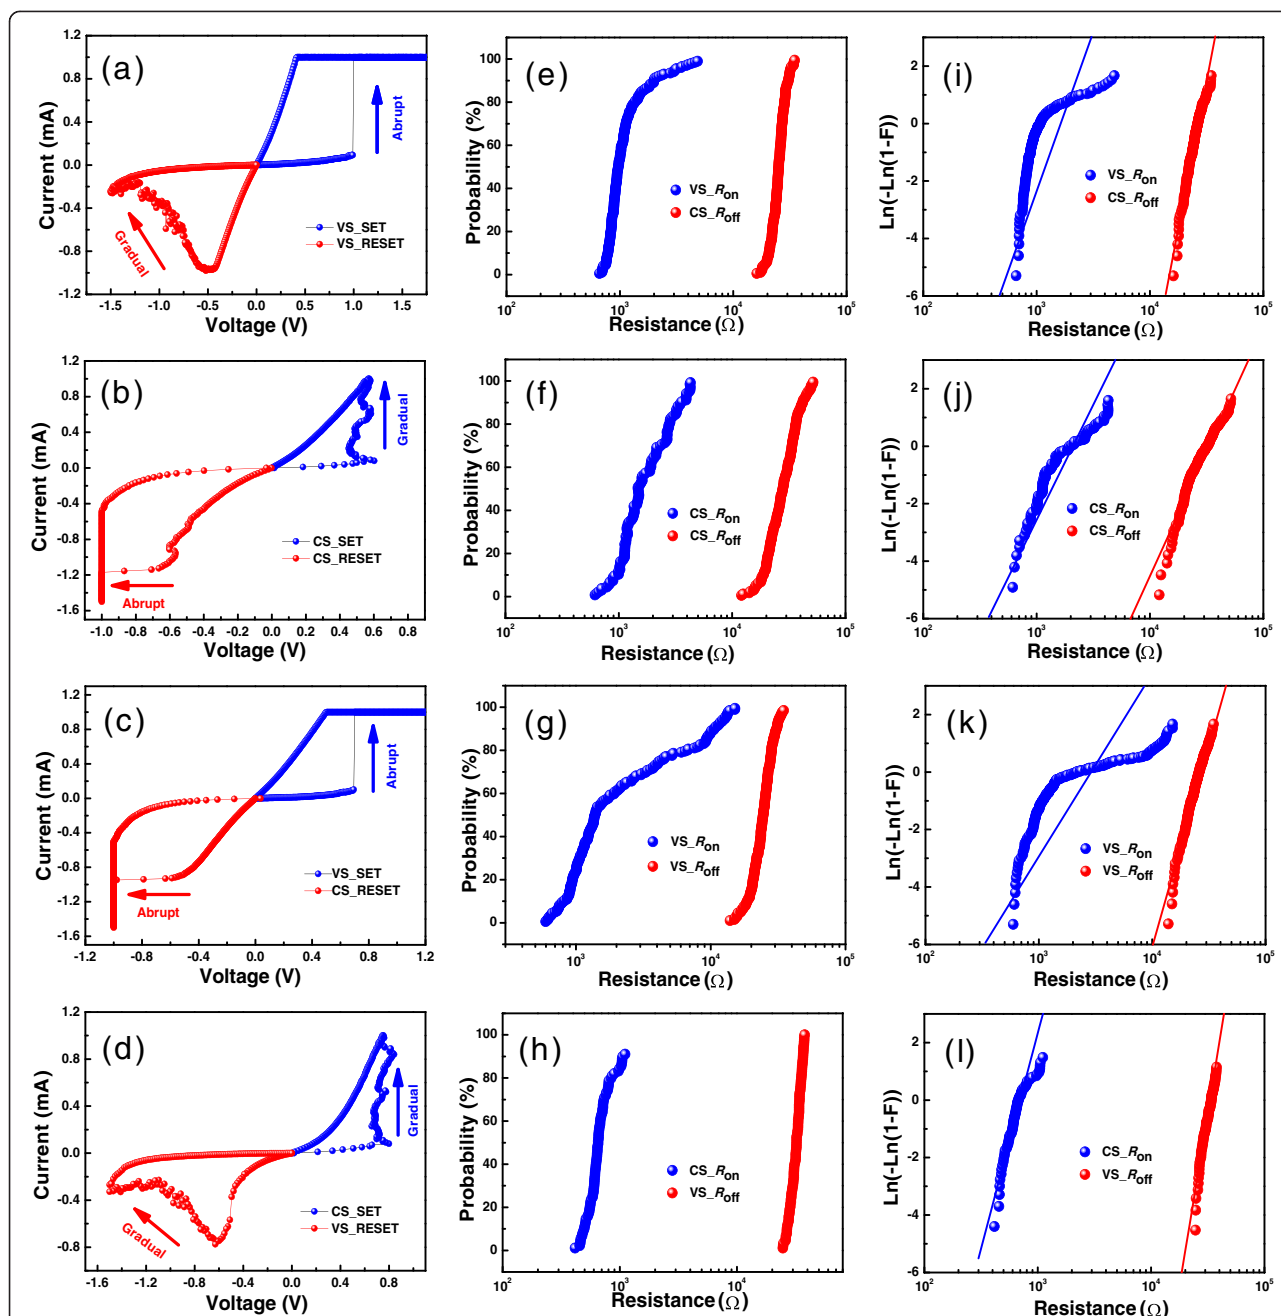 (a)
Current (mA)
1.2
0.8
0.4
0.0
-0.4
-0.8
-1.2
-1.5 -1.0 -0.5 0.0 0.5 1.0 1.5
Voltage (V)
Abrupt
Gradual
VS_SET
VS_RESET
(e)
Probability (%)
100
80
60
40
20
0
10² 10³ 10⁴ 10⁵
Resistance (Ω)
VS_Ron
CS_Roff
(i)
Ln(-Ln(1-F))
2
0
-2
-4
-6
10² 10³ 10⁴ 10⁵
Resistance (Ω)
VS_Ron
CS_Roff
(b)
Current (mA)
1.2
0.8
0.4
0.0
-0.4
-0.8
-1.2
-1.6
-1.0 -0.8 -0.6 -0.4 -0.2 0.0 0.2 0.4 0.6 0.8
Voltage (V)
Gradual
Abrupt
CS_SET
CS_RESET
(f)
Probability (%)
100
80
60
40
20
0
10² 10³ 10⁴ 10⁵
Resistance (Ω)
CS_Ron
CS_Roff
(j)
Ln(-Ln(1-F))
2
0
-2
-4
-6
10² 10³ 10⁴ 10⁵
Resistance (Ω)
CS_Ron
CS_Roff
(c)
Current (mA)
1.2
0.8
0.4
0.0
-0.4
-0.8
-1.2
-1.6
-1.2 -0.8 -0.4 0.0 0.4 0.8 1.2
Voltage (V)
Abrupt
Abrupt
VS_SET
CS_RESET
(g)
Probability (%)
100
80
60
40
20
0
10³ 10⁴ 10⁵
Resistance (Ω)
VS_Ron
VS_Roff
(k)
Ln(-Ln(1-F))
2
0
-2
-4
-6
10² 10³ 10⁴ 10⁵
Resistance (Ω)
VS_Ron
VS_Roff
(d)
Current (mA)
1.2
0.8
0.4
0.0
-0.4
-0.8
-1.6 -1.2 -0.8 -0.4 0.0 0.4 0.8 1.2
Voltage (V)
Gradual
Gradual
CS_SET
VS_RESET
(h)
Probability (%)
100
80
60
40
20
0
10² 10³ 10⁴
Resistance (Ω)
CS_Ron
VS_Roff
(l)
Ln(-Ln(1-F))
2
0
-2
-4
-6
10² 10³ 10⁴ 10⁵
Resistance (Ω)
CS_Ron
VS_Roff